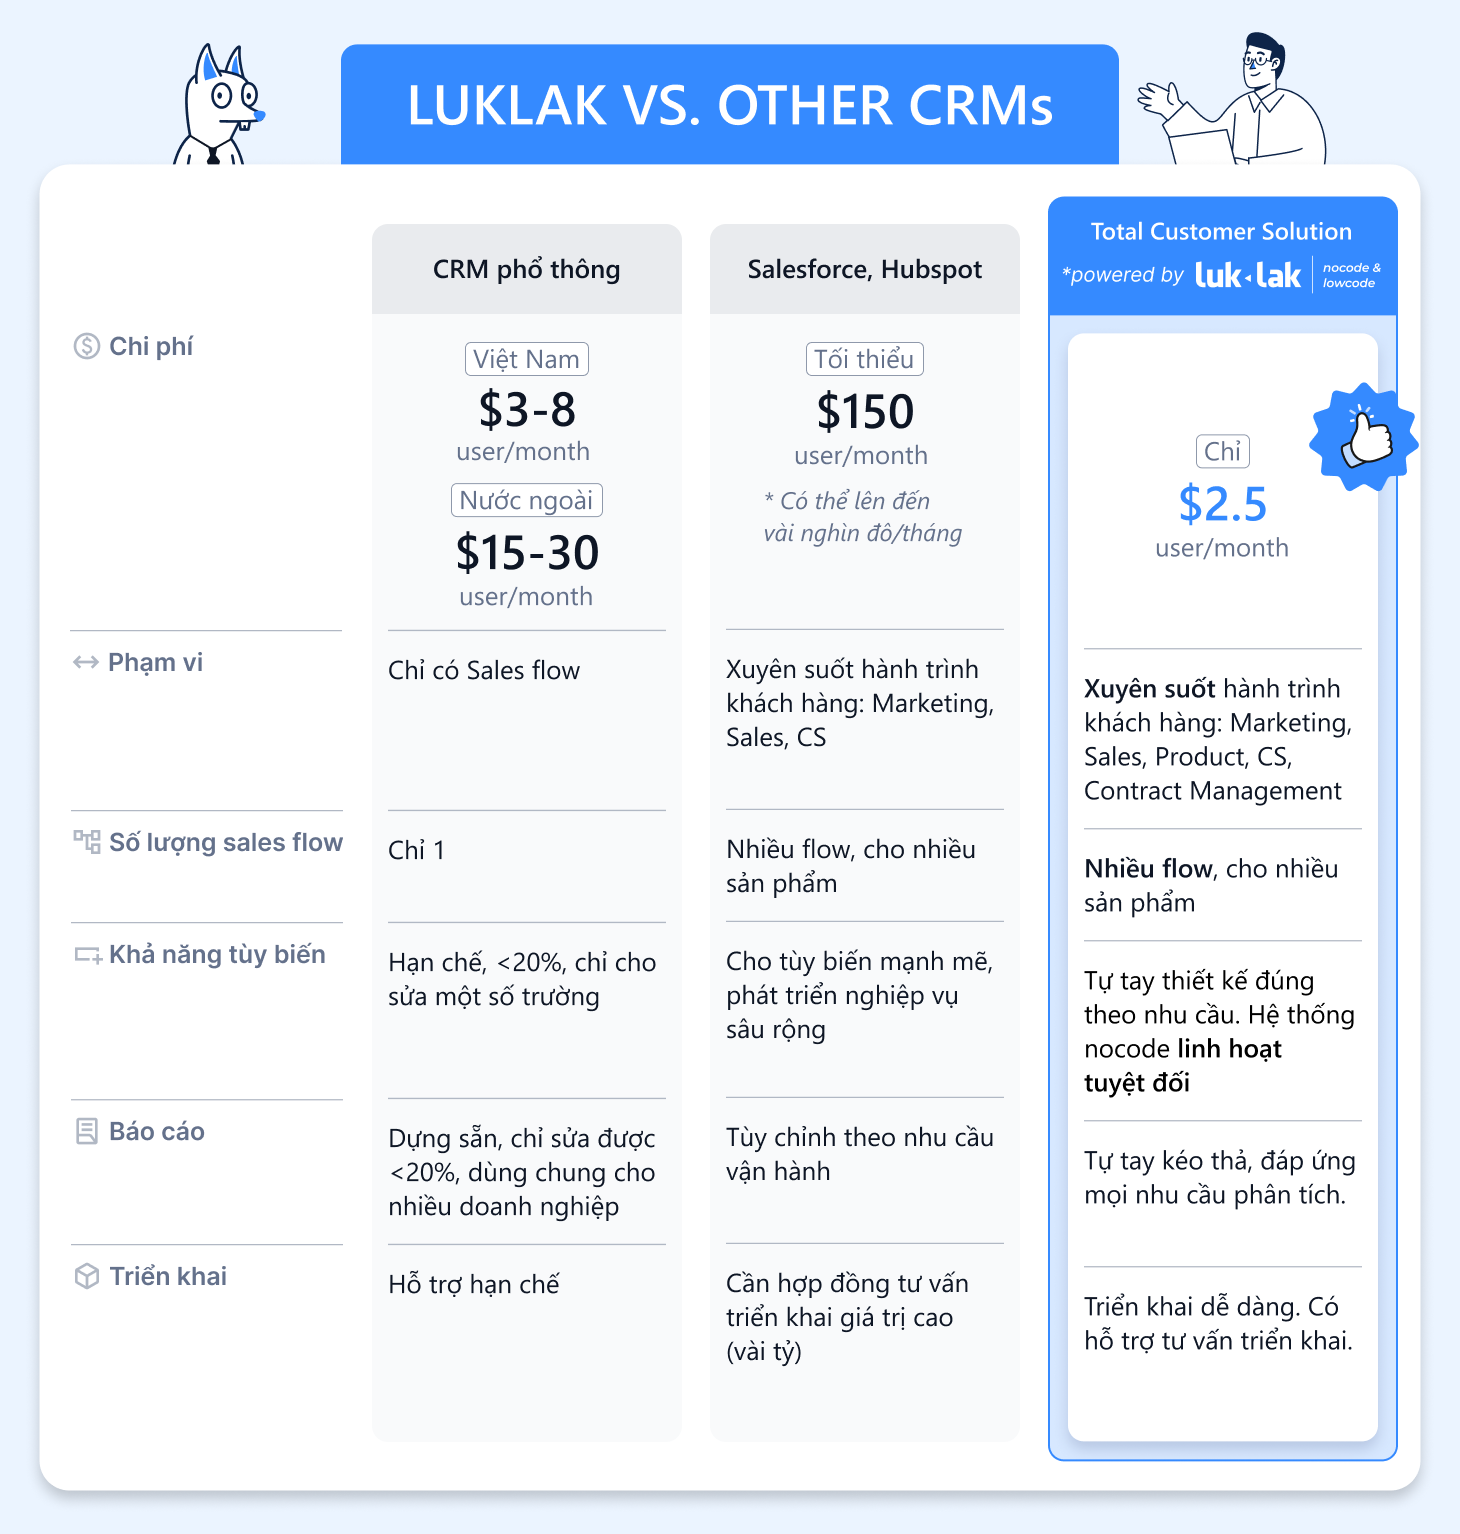 LUKLAK VS. OTHER CRMs
CRM phổ thông
Salesforce, Hubspot
Total Customer Solution
*powered by luk lak nocode &
lowcode
Chi phí
Việt Nam
$3-8
user/month
Nước ngoài
$15-30
user/month
Tối thiểu
$150
user/month
* Có thể lên đến
vài nghìn đô/tháng
Chỉ
$2.5
user/month
Phạm vi
Chỉ có Sales flow
Xuyên suốt hành trình
khách hàng: Marketing,
Sales, CS
Xuyên suốt hành trình
khách hàng: Marketing,
Sales, Product, CS,
Contract Management
Số lượng sales flow
Chỉ 1
Nhiều flow, cho nhiều
sản phẩm
Nhiều flow, cho nhiều
sản phẩm
Khả năng tùy biến
Hạn chế, <20%, chỉ cho
sửa một số trường
Cho tùy biến mạnh mẽ,
phát triển nghiệp vụ
sâu rộng
Tự tay thiết kế đúng
theo nhu cầu. Hệ thống
nocode linh hoạt
tuyệt đối
Báo cáo
Dựng sẵn, chỉ sửa được
<20%, dùng chung cho
nhiều doanh nghiệp
Tùy chỉnh theo nhu cầu
vận hành
Tự tay kéo thả, đáp ứng
mọi nhu cầu phân tích.
Triển khai
Hỗ trợ hạn chế
Cần hợp đồng tư vấn
triển khai giá trị cao
(vài tỷ)
Triển khai dễ dàng. Có
hỗ trợ tư vấn triển khai.